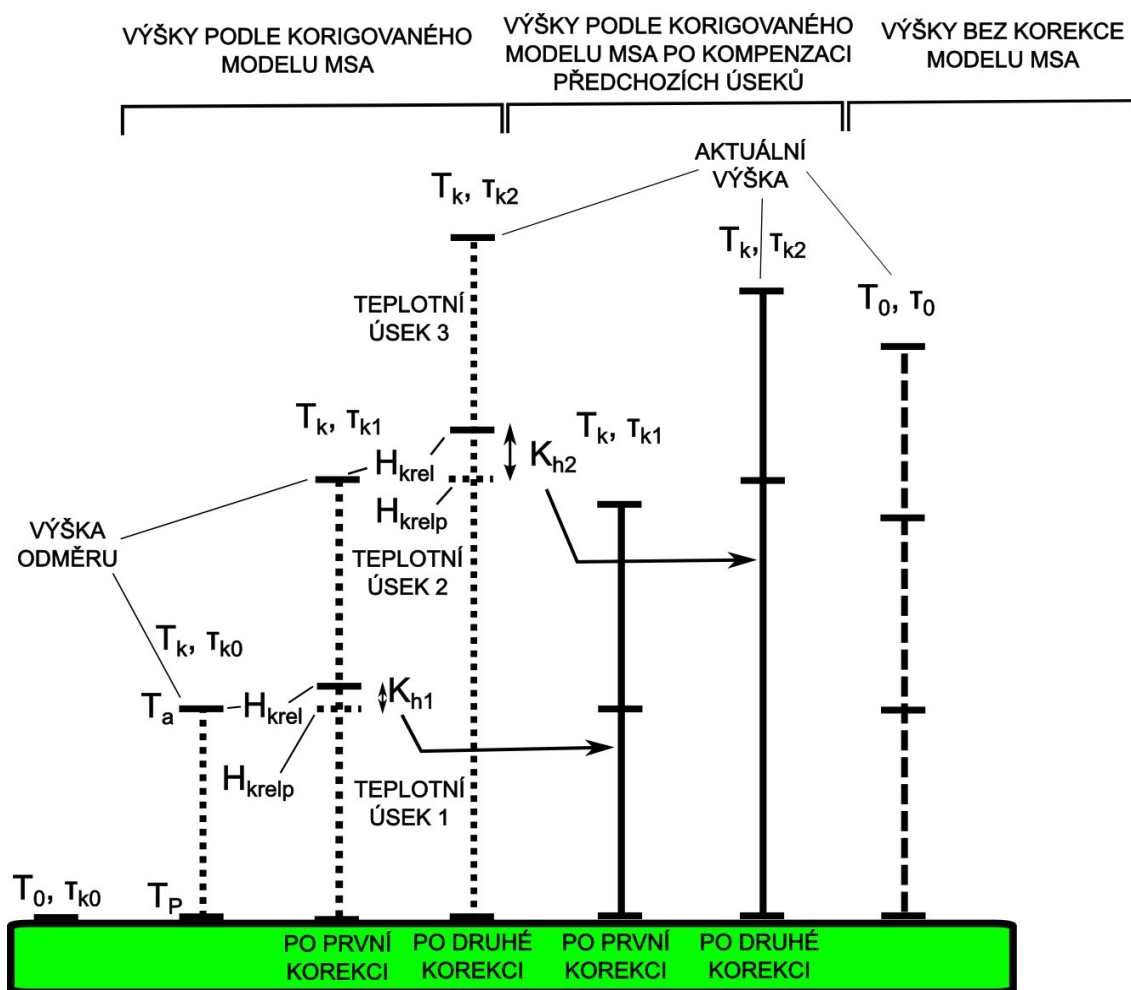 VÝŠKY PODLE KORIGOVANÉHO
MODELU MSA
VÝŠKY PODLE KORIGOVANÉHO
MODELU MSA PO KOMPENZACI
PŘEDCHOZÍCH ÚSEKŮ
VÝŠKY BEZ KOREKCE
MODELU MSA
AKTUÁLNÍ
VÝŠKA
Tₖ, τₖ₂
Tₖ, τₖ₂
T₀, τ₀
TEPLOTNÍ
ÚSEK 3
Tₖ, τₖ₁
Hₖᵣₑₗ
Kₕ₂
Tₖ, τₖ₁
Hₖᵣₑₗₚ
VÝŠKA
ODMĚRU
TEPLOTNÍ
ÚSEK 2
Tₖ, τₖ₀
Tₐ
Hₖᵣₑₗ
Kₕ₁
Hₖᵣₑₗₚ
TEPLOTNÍ
ÚSEK 1
T₀, τₖ₀
T_P
PO PRVNÍ
KOREKCI
PO DRUHÉ
KOREKCI
PO PRVNÍ
KOREKCI
PO DRUHÉ
KOREKCI